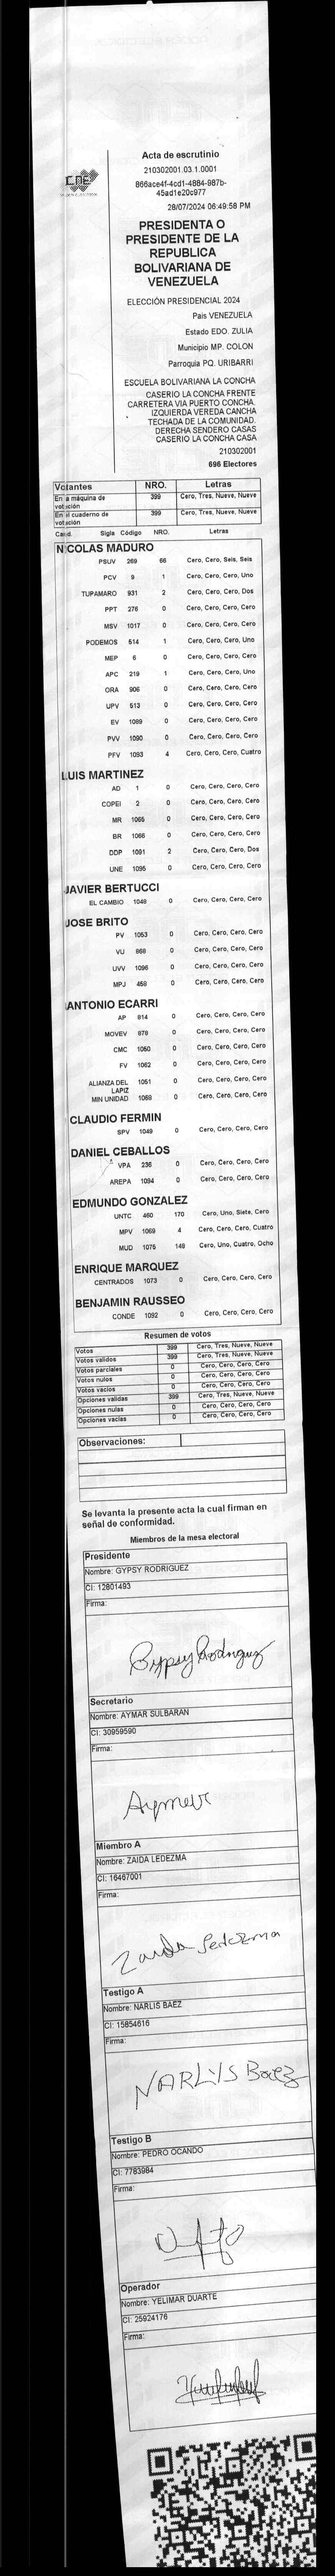 Acta de escrutinio
CNE
210302001.03.1.0001
866ace4f-4cd1-4884-987b-
45ad1e20c977
28/07/2024 06:49:58 PM
PRESIDENTA O
PRESIDENTE DE LA
REPUBLICA
BOLIVARIANA DE
VENEZUELA
ELECCIÓN PRESIDENCIAL 2024
Pais VENEZUELA
Estado EDO. ZULIA
Municipio MP. COLON
Parroquia PQ. URIBARRI
ESCUELA BOLIVARIANA LA CONCHA
CASERIO LA CONCHA FRENTE
CARRETERA VIA PUERTO CONCHA.
IZQUIERDA VEREDA CANCHA
TECHADA DE LA COMUNIDAD.
DERECHA SENDERO CASAS
CASERIO LA CONCHA CASA
210302001
696 Electores
Votantes NRO. Letras
En la máquina de votación 399 Cero, Tres, Nueve, Nueve
En el cuaderno de votación 399 Cero, Tres, Nueve, Nueve
Cand. Sigla Código NRO. Letras
NICOLAS MADURO
PSUV 269 66 Cero, Cero, Seis, Seis
PCV 9 1 Cero, Cero, Cero, Uno
TUPAMARO 931 2 Cero, Cero, Cero, Dos
PPT 276 0 Cero, Cero, Cero, Cero
MSV 1017 0 Cero, Cero, Cero, Cero
PODEMOS 514 1 Cero, Cero, Cero, Uno
MEP 6 0 Cero, Cero, Cero, Cero
APC 219 1 Cero, Cero, Cero, Uno
ORA 906 0 Cero, Cero, Cero, Cero
UPV 513 0 Cero, Cero, Cero, Cero
EV 1089 0 Cero, Cero, Cero, Cero
PVV 1090 0 Cero, Cero, Cero, Cero
PFV 1093 4 Cero, Cero, Cero, Cuatro
LUIS MARTINEZ
AD 1 0 Cero, Cero, Cero, Cero
COPEI 2 0 Cero, Cero, Cero, Cero
MR 1065 0 Cero, Cero, Cero, Cero
BR 1066 0 Cero, Cero, Cero, Cero
DDP 1091 2 Cero, Cero, Cero, Dos
UNE 1095 0 Cero, Cero, Cero, Cero
JAVIER BERTUCCI
EL CAMBIO 1048 0 Cero, Cero, Cero, Cero
JOSE BRITO
PV 1053 0 Cero, Cero, Cero, Cero
VU 868 0 Cero, Cero, Cero, Cero
UVV 1096 0 Cero, Cero, Cero, Cero
MPJ 458 0 Cero, Cero, Cero, Cero
ANTONIO ECARRI
AP 814 0 Cero, Cero, Cero, Cero
MOVEV 978 0 Cero, Cero, Cero, Cero
CMC 1050 0 Cero, Cero, Cero, Cero
FV 1062 0 Cero, Cero, Cero, Cero
ALIANZA DEL LAPIZ 1051 0 Cero, Cero, Cero, Cero
MIN UNIDAD 1068 0 Cero, Cero, Cero, Cero
CLAUDIO FERMIN
SPV 1049 0 Cero, Cero, Cero, Cero
DANIEL CEBALLOS
VPA 236 0 Cero, Cero, Cero, Cero
AREPA 1094 0 Cero, Cero, Cero, Cero
EDMUNDO GONZALEZ
UNTC 460 170 Cero, Uno, Siete, Cero
MPV 1069 4 Cero, Cero, Cero, Cuatro
MUD 1075 148 Cero, Uno, Cuatro, Ocho
ENRIQUE MARQUEZ
CENTRADOS 1073 0 Cero, Cero, Cero, Cero
BENJAMIN RAUSSEO
CONDE 1092 0 Cero, Cero, Cero, Cero
Resumen de votos
Votos 399 Cero, Tres, Nueve, Nueve
Votos validos 399 Cero, Tres, Nueve, Nueve
Votos parciales 0 Cero, Cero, Cero, Cero
Votos nulos 0 Cero, Cero, Cero, Cero
Votos vacios 0 Cero, Cero, Cero, Cero
Opciones validas 399 Cero, Tres, Nueve, Nueve
Opciones nulas 0 Cero, Cero, Cero, Cero
Opciones vacias 0 Cero, Cero, Cero, Cero
Observaciones:
Se levanta la presente acta la cual firman en
señal de conformidad.
Miembros de la mesa electoral
Presidente
Nombre: GYPSY RODRIGUEZ
CI: 12801493
Firma:
Gypsy Rodriguez
Secretario
Nombre: AYMAR SULBARAN
CI: 30959590
Firma:
Aymar
Miembro A
Nombre: ZAIDA LEDEZMA
CI: 16467001
Firma:
Zaida Ledezma
Testigo A
Nombre: NARLIS BAEZ
CI: 15854616
Firma:
NARLIS Baez
Testigo B
Nombre: PEDRO OCANDO
CI: 7783984
Firma:
Operador
Nombre: YELIMAR DUARTE
CI: 25924176
Firma: